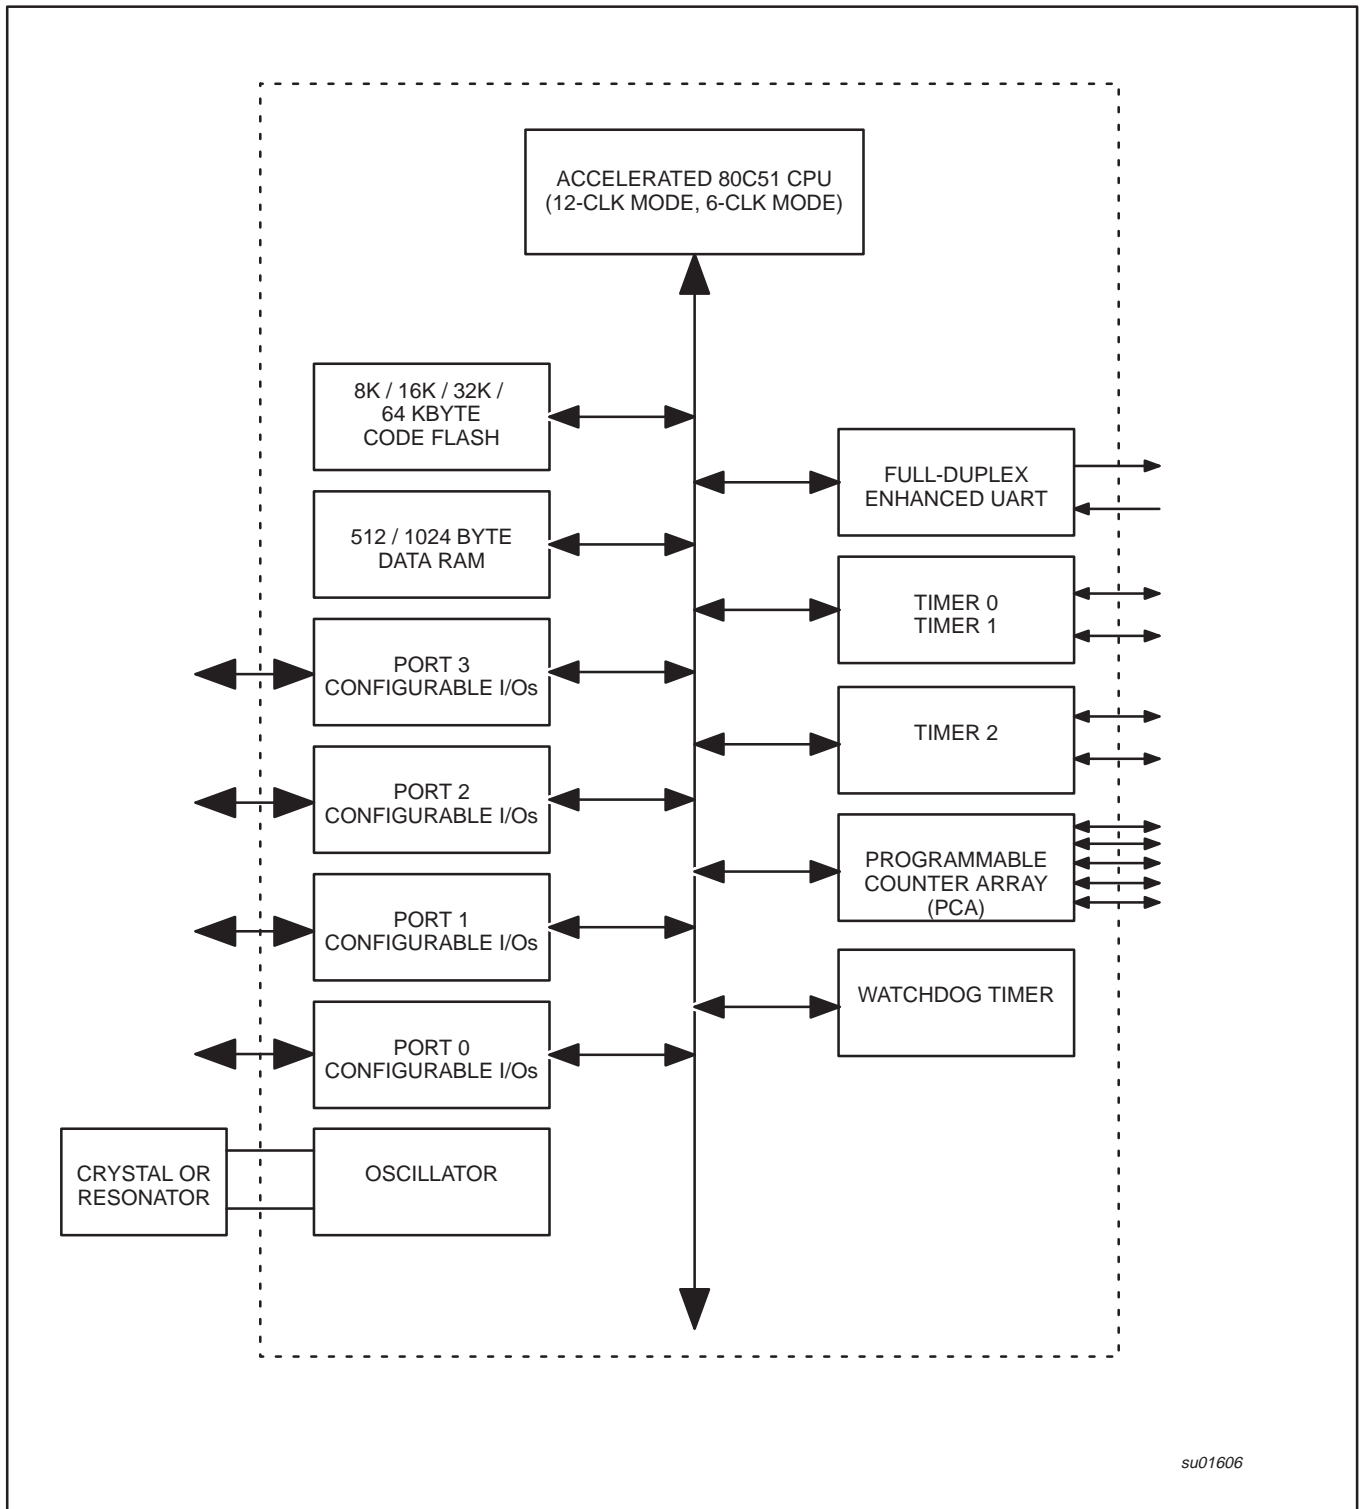 ACCELERATED 80C51 CPU
(12-CLK MODE, 6-CLK MODE)
8K / 16K / 32K /
64 KBYTE
CODE FLASH
512 / 1024 BYTE
DATA RAM
PORT 3
CONFIGURABLE I/Os
PORT 2
CONFIGURABLE I/Os
PORT 1
CONFIGURABLE I/Os
PORT 0
CONFIGURABLE I/Os
CRYSTAL OR
RESONATOR
OSCILLATOR
FULL-DUPLEX
ENHANCED UART
TIMER 0
TIMER 1
TIMER 2
PROGRAMMABLE
COUNTER ARRAY
(PCA)
WATCHDOG TIMER
su01606